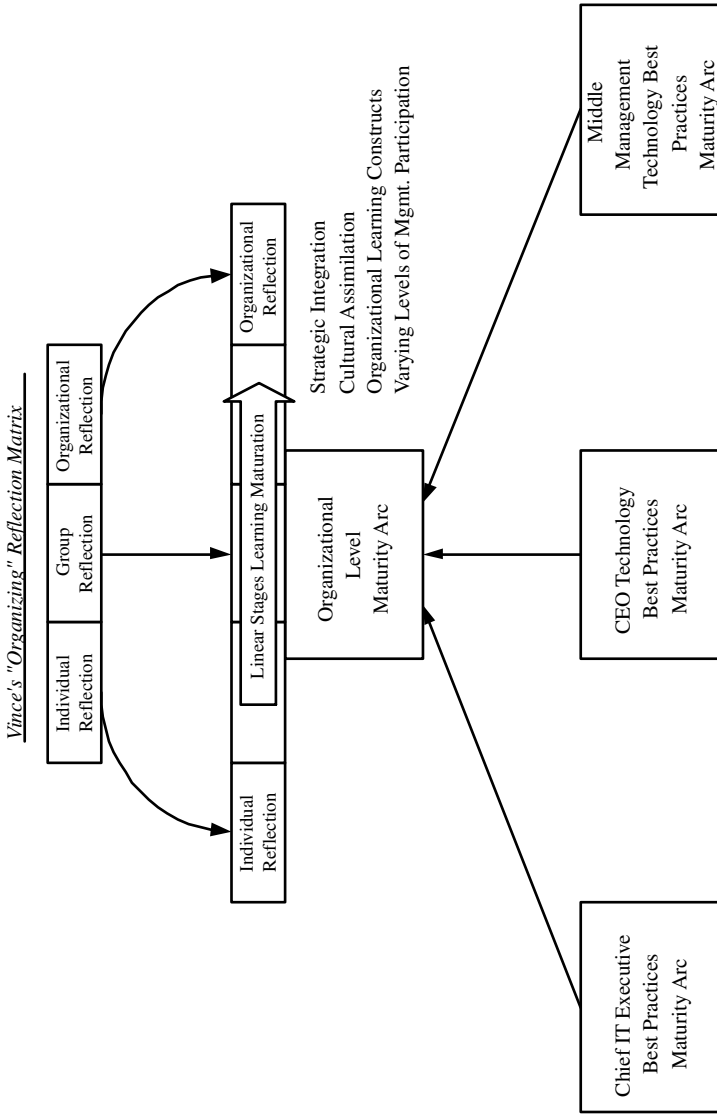 Vince's "Organizing" Reflection Matrix
Individual
Reflection
Group
Reflection
Organizational
Reflection
Individual
Reflection
Linear Stages Learning Maturation
Organizational
Reflection
Strategic Integration
Cultural Assimilation
Organizational Learning Constructs
Varying Levels of Mgmt. Participation
Organizational
Level
Maturity Arc
Chief IT Executive
Best Practices
Maturity Arc
CEO Technology
Best Practices
Maturity Arc
Middle
Management
Technology Best
Practices
Maturity Arc